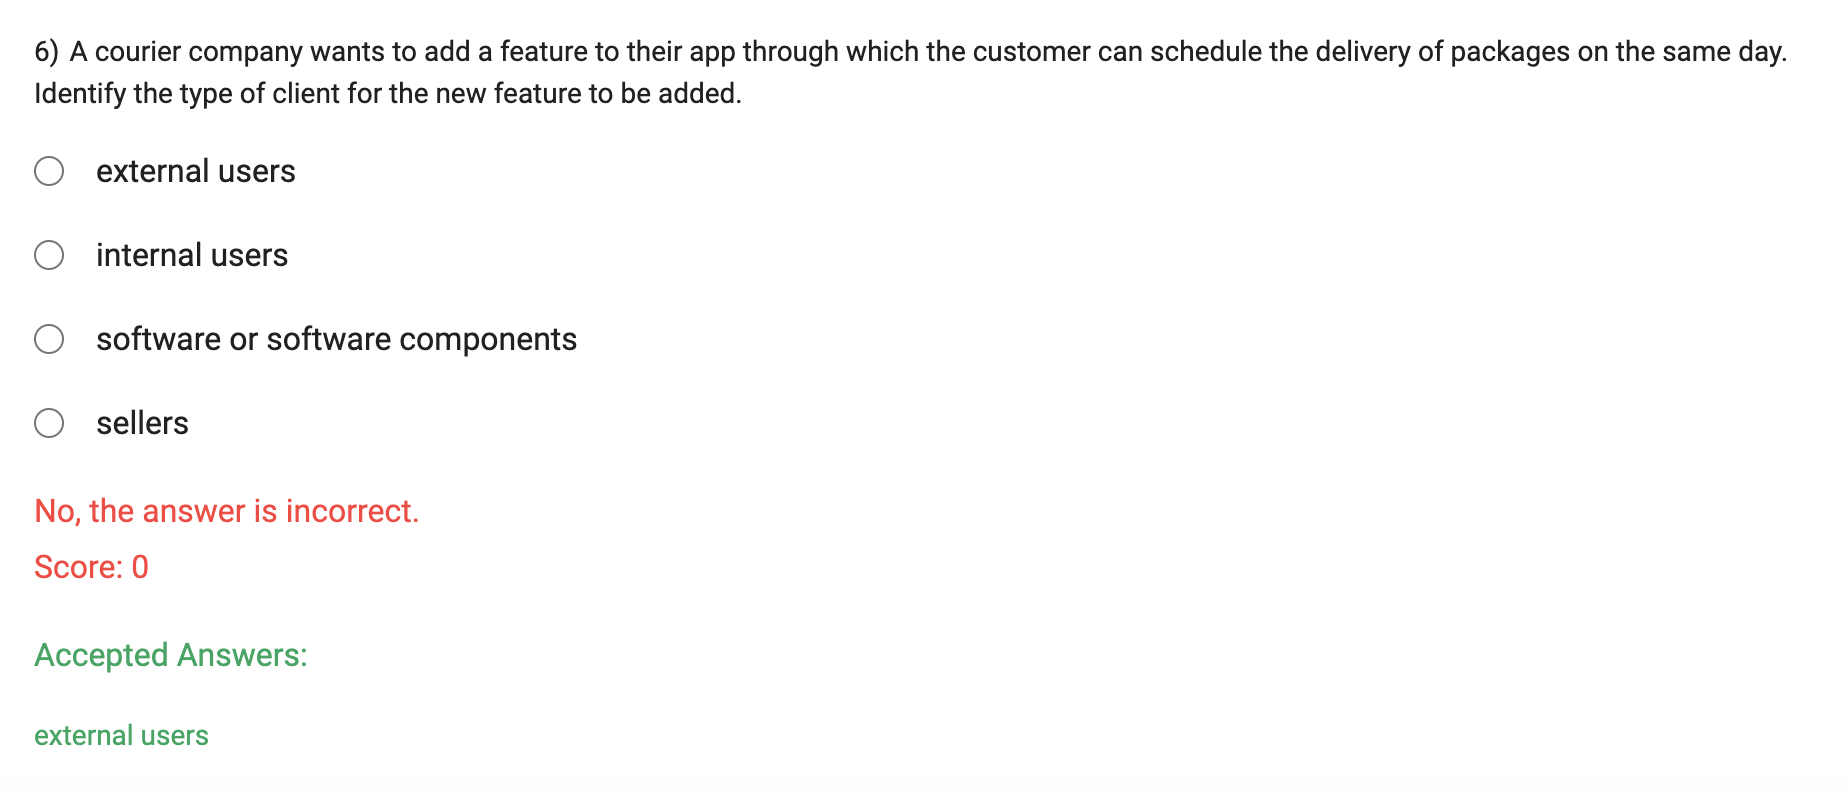 6) A courier company wants to add a feature to their app through which the customer can schedule the delivery of packages on the same day.
Identify the type of client for the new feature to be added.
external users
internal users
software or software components
sellers
No, the answer is incorrect.
Score: 0
Accepted Answers:
external users